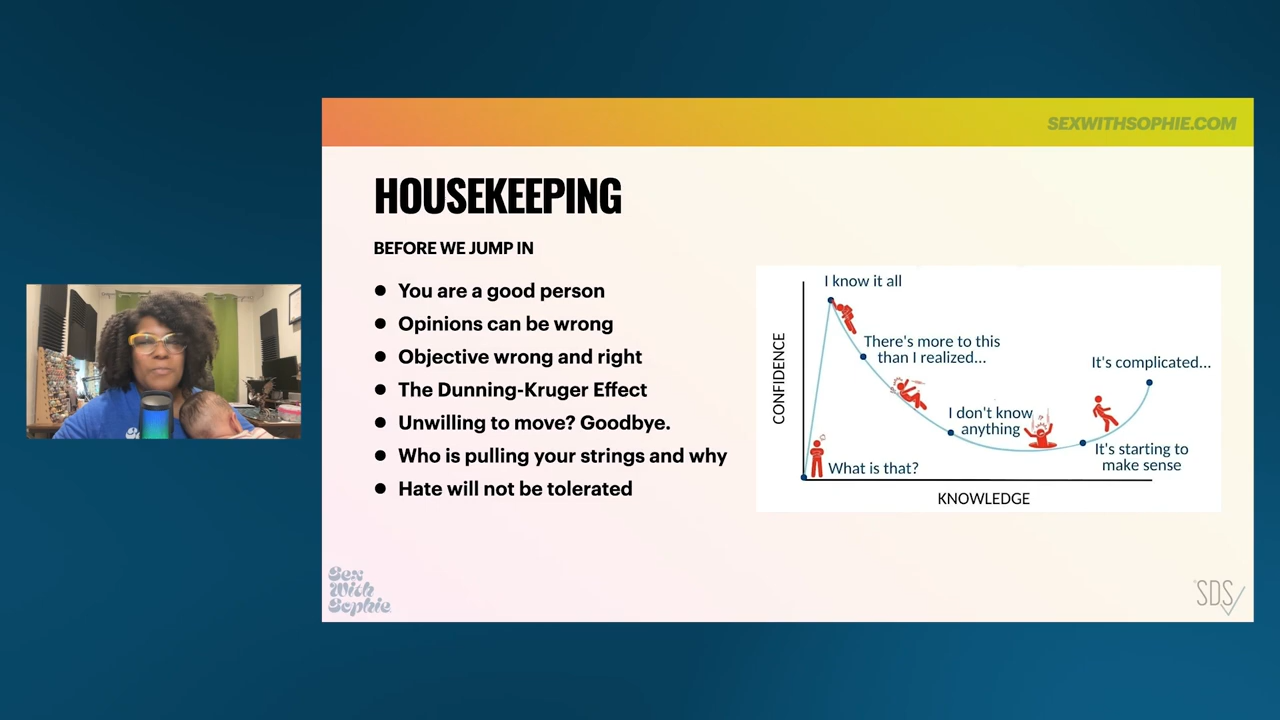 SEXWITHSOPHIE.COM
HOUSEKEEPING
BEFORE WE JUMP IN
● You are a good person
● Opinions can be wrong
● Objective wrong and right
● The Dunning-Kruger Effect
● Unwilling to move? Goodbye.
● Who is pulling your strings and why
● Hate will not be tolerated
CONFIDENCE
I know it all
There's more to this
than I realized...
I don't know
anything
It's complicated...
It's starting to
make sense
What is that?
KNOWLEDGE
Sex
With
Sophie
SDS